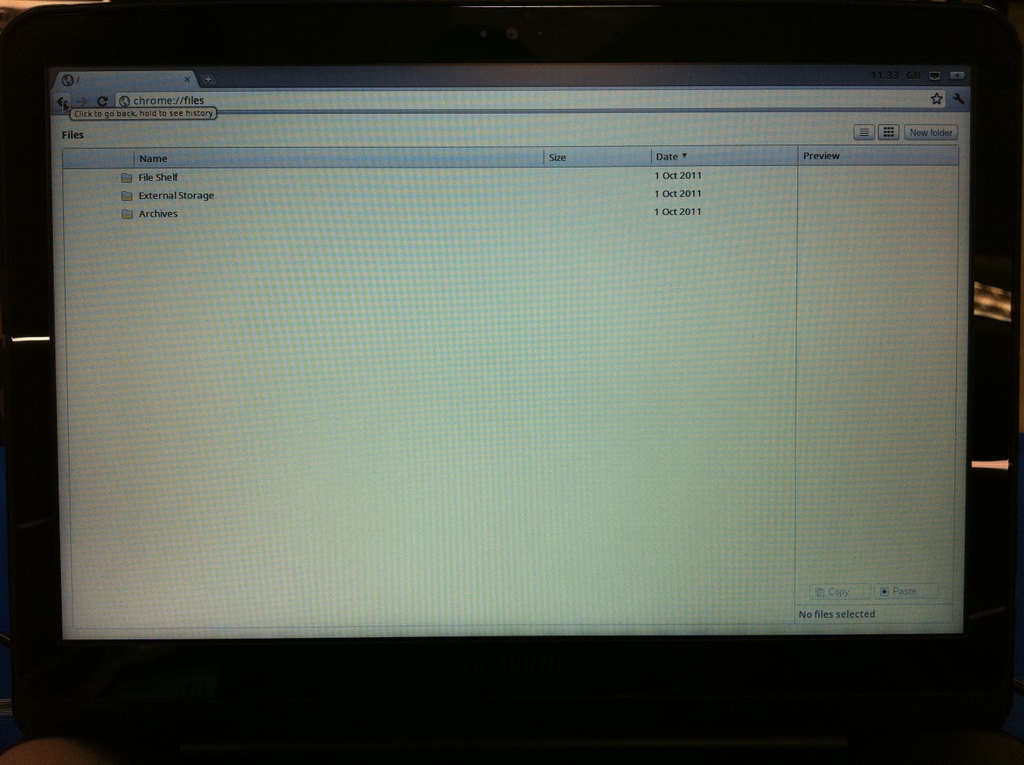 /
11:33 GB
chrome://files
Click to go back, hold to see history
Files
New folder
Name Size Date Preview
File Shelf 1 Oct 2011
External Storage 1 Oct 2011
Archives 1 Oct 2011
Copy Paste
No files selected
SAMSUNG